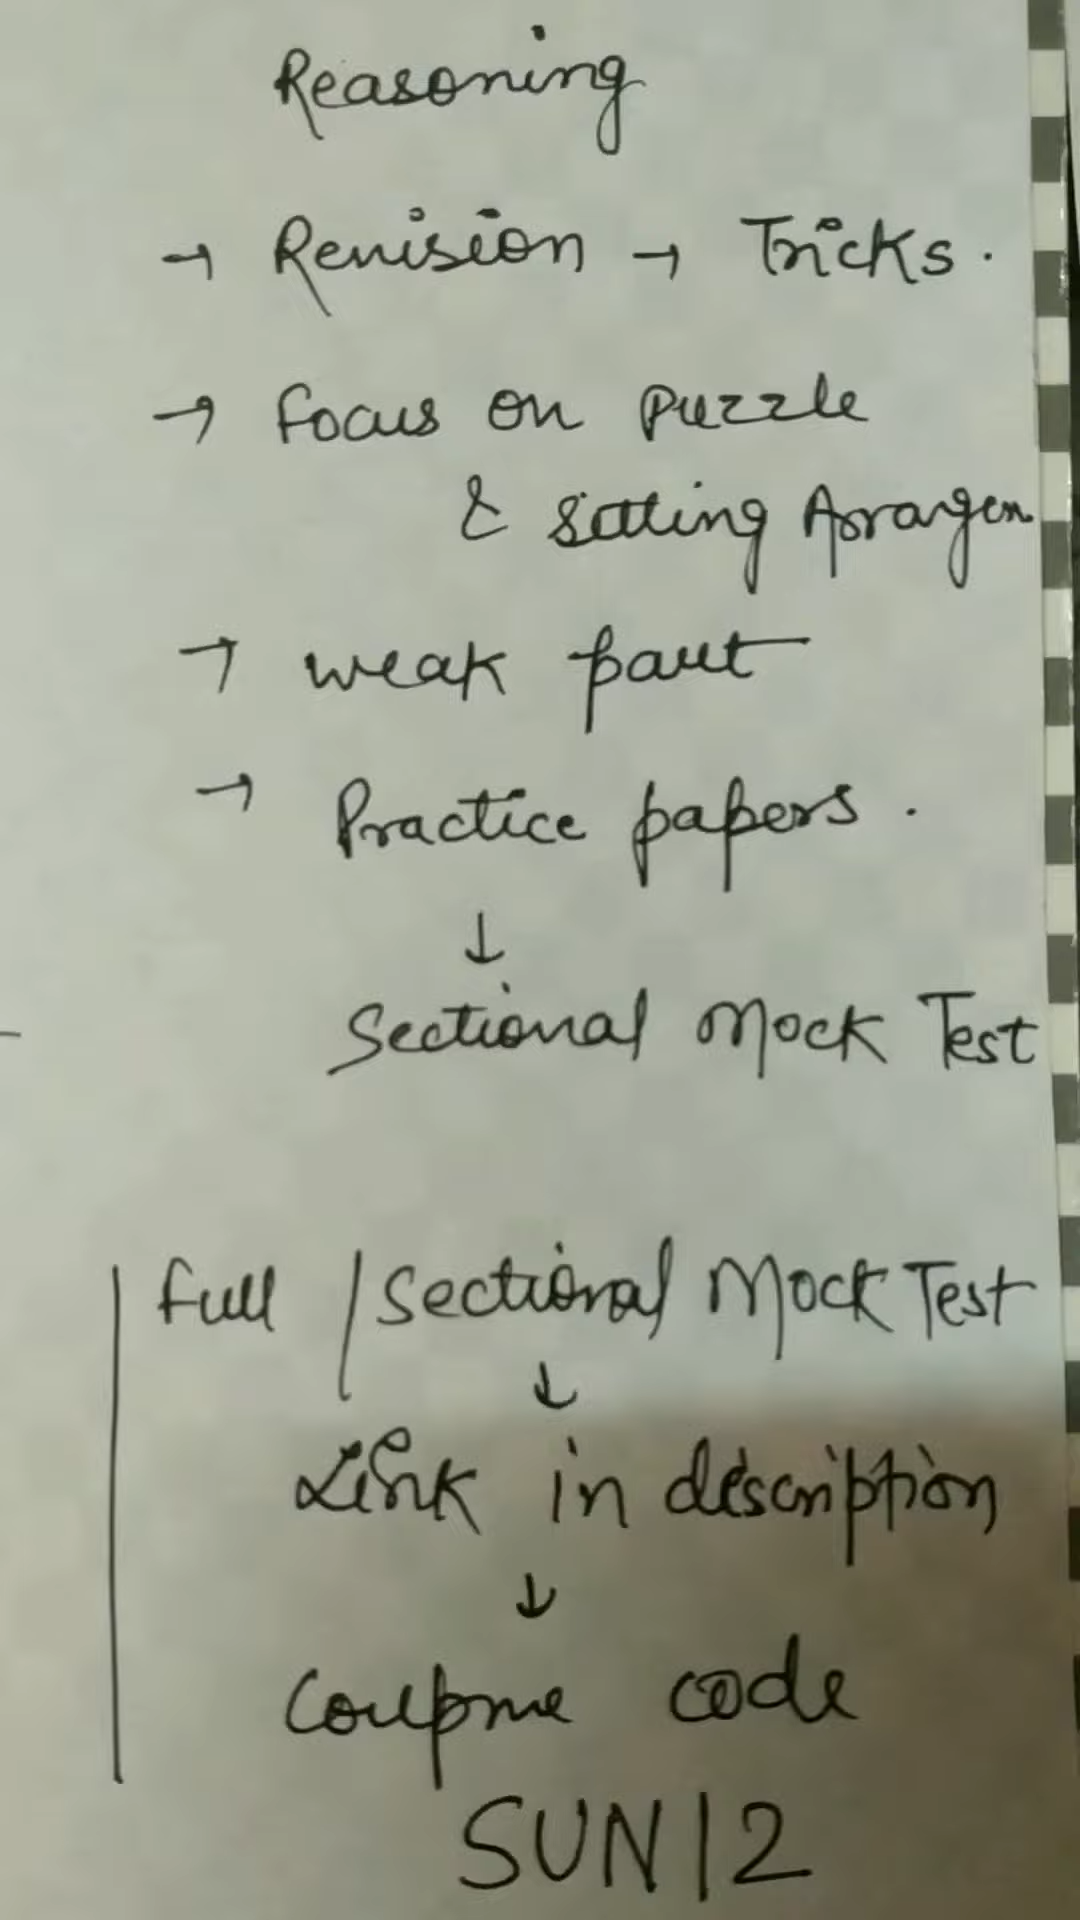 Reasoning
→ Revision → Tricks.
→ Focus on Puzzle
& Sitting Arrangem
→ weak part
→ Practice papers.
↓
Sectional Mock Test
Full / Sectional Mock Test
↓
Link in description
↓
Coupme code
SUN12